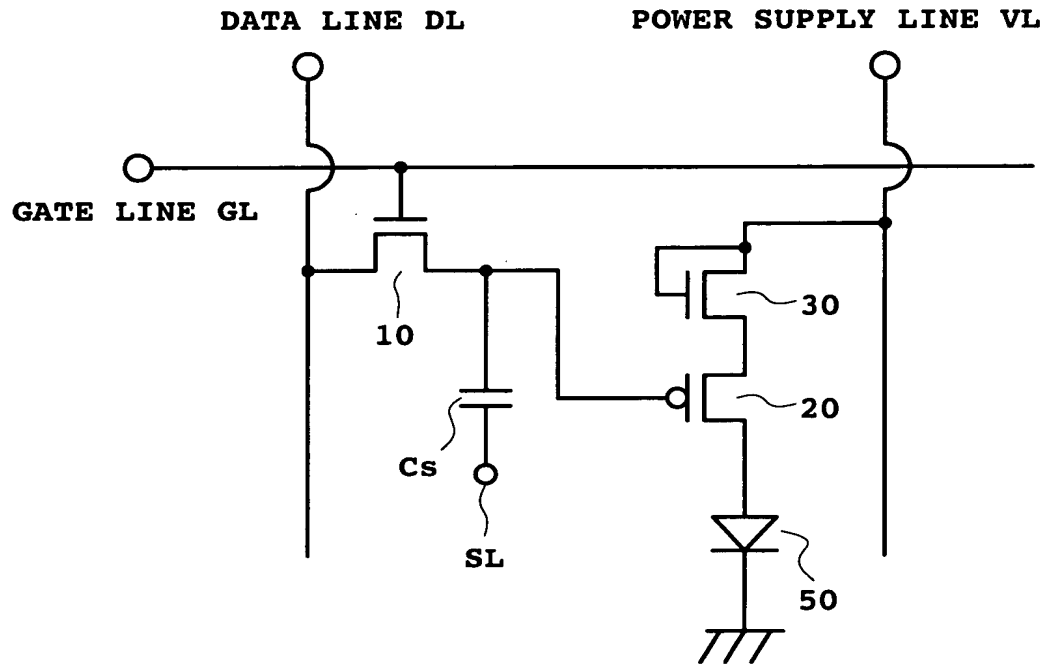 DATA LINE DL
POWER SUPPLY LINE VL
GATE LINE GL
10
30
20
Cs
SL
50